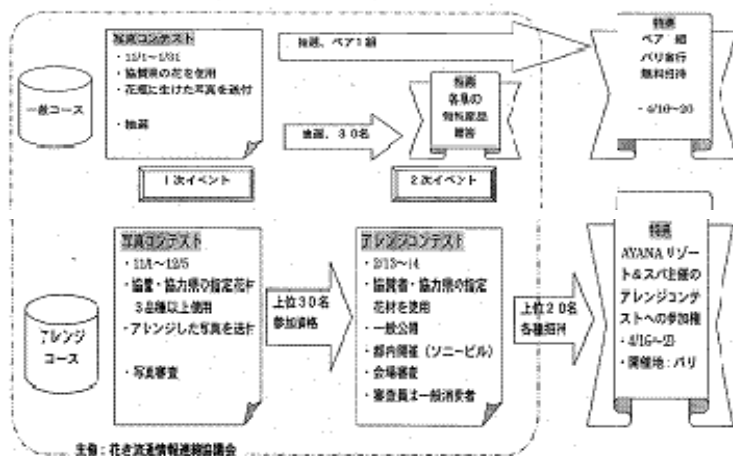 一般コース
写真コンテスト
・協賛県の花を使用
・花瓶に生けた写真を送付
・抽選
抽選、ペア1組
抽選、30名
各県の
特産品
贈答
特選
ペア 組
バリ旅行
無料招待
・4/16~23
1次イベント
2次イベント
アレンジ
コース
写真コンテスト
・11/1~12/5
・協賛・協力県の指定花材
3品種以上使用
・アレンジした写真を送付
・写真審査
上位30名
参加資格
アレンジコンテスト
・2/13~14
・協賛者・協力県の指定
花材を使用
・一般公開
・都内開催(ソニービル)
・会場審査
・審査員は一般消費者
上位20名
各種招待
特選
AYANAリゾート
&スパ主催の
アレンジコンテ
ストへの参加権
・4/16~23
・開催地:バリ
主催:花き流通情報連絡協議会